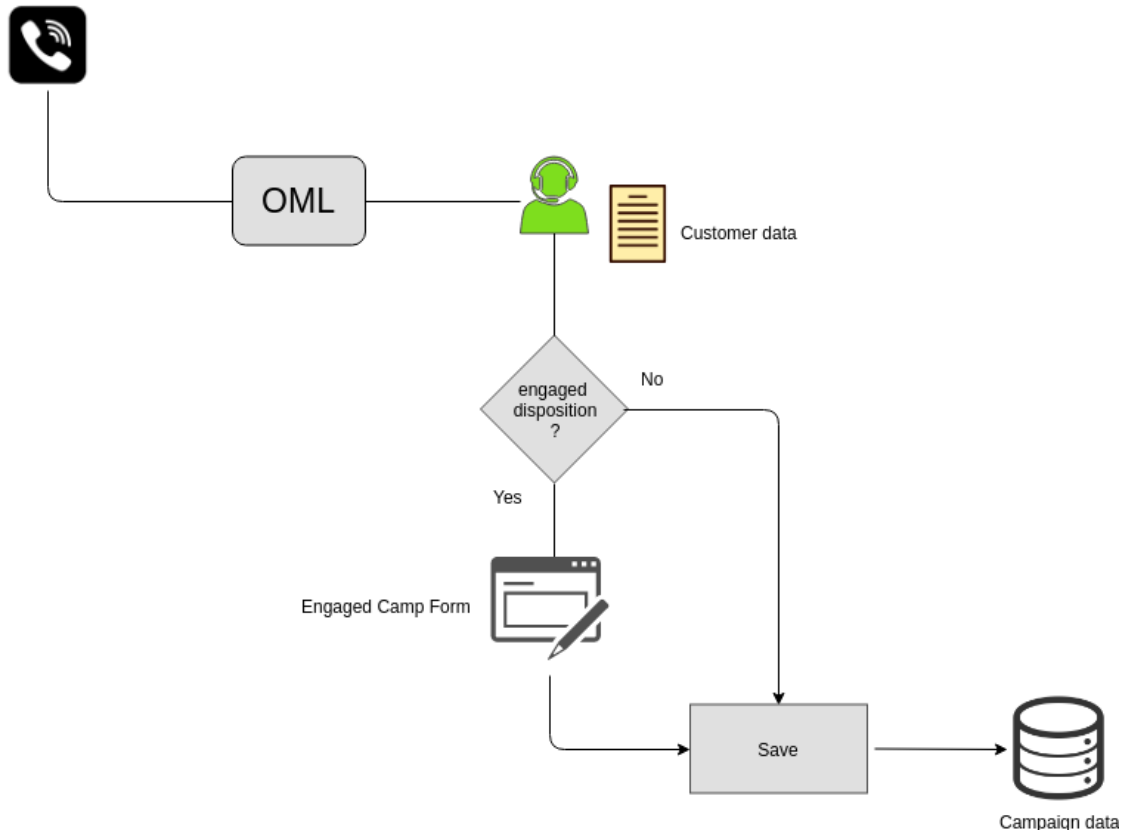 OML
Customer data
engaged
disposition
?
No
Yes
Engaged Camp Form
Save
Campaign data